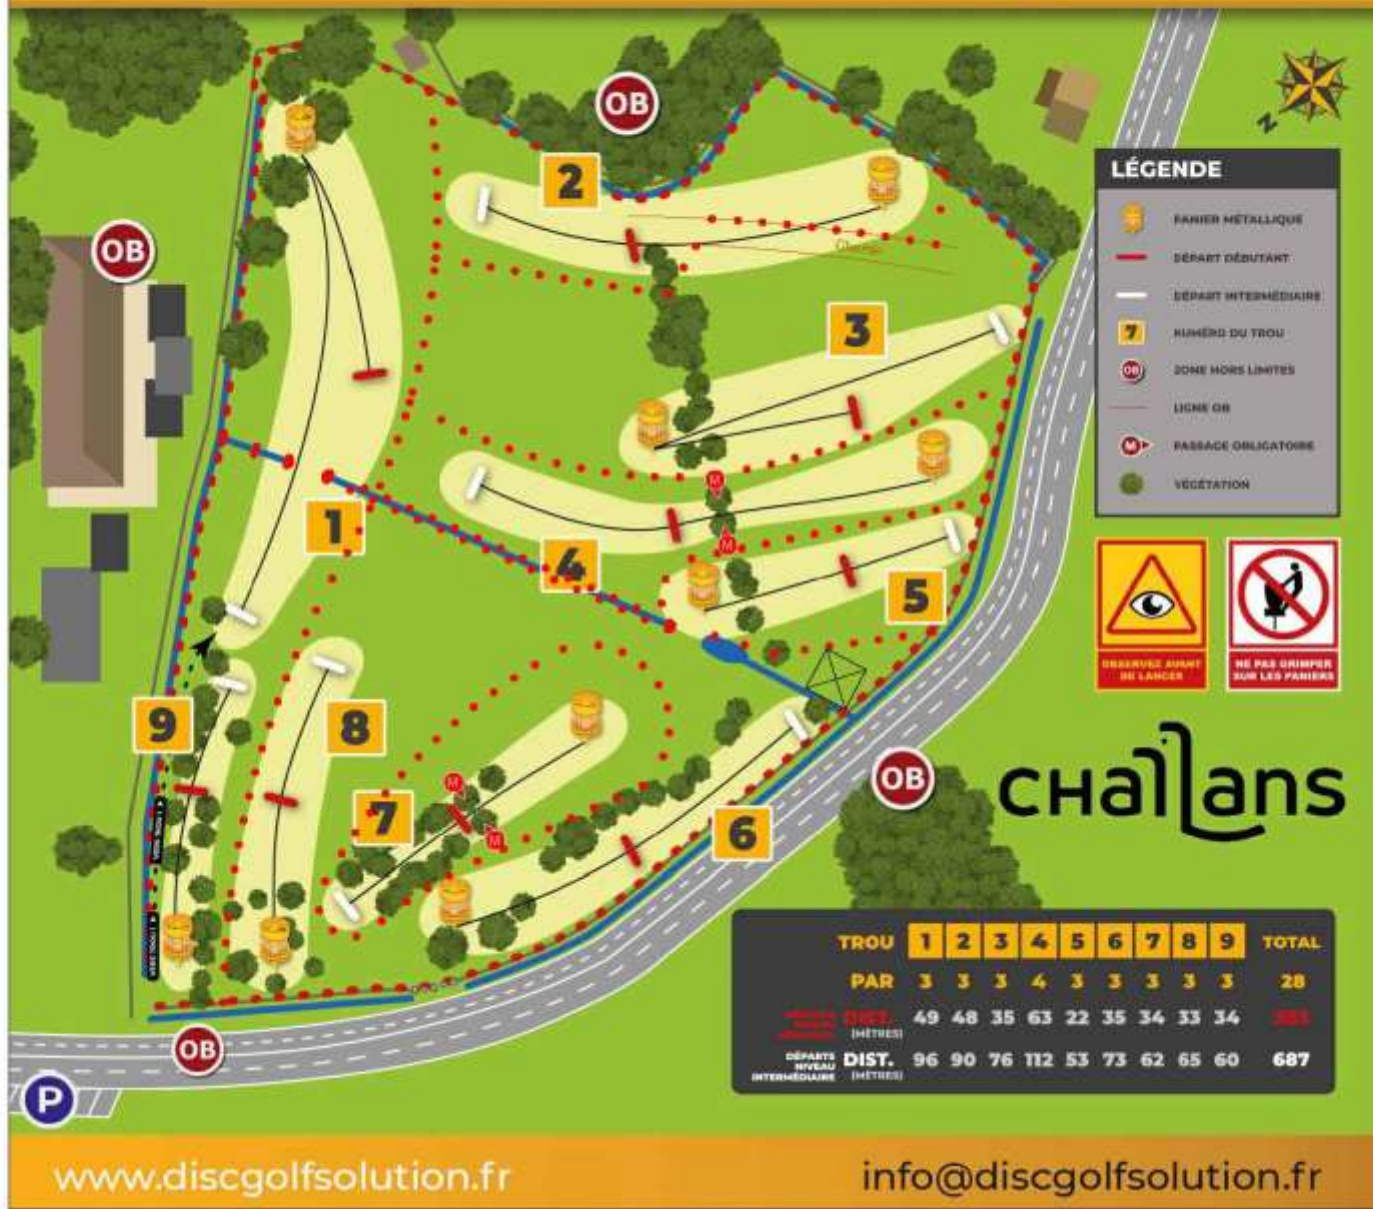 OB
N
LÉGENDE
2
PANIER MÉTALLIQUE
OB
DÉPART DÉBUTANT
DÉPART INTERMÉDIAIRE
3
7 NUMÉRO DU TROU
OB ZONE HORS LIMITES
LIGNE OB
M PASSAGE OBLIGATOIRE
VÉGÉTATION
M
1
M
4
5
OBSERVEZ AVANT
DE LANCER
NE PAS GRIMPER
SUR LES PANIERS
9
8
OB
CHallans
M
7
M
6
TROU 1 2 3 4 5 6 7 8 9 TOTAL
PAR 3 3 3 4 3 3 3 3 3 28
DIST. 49 48 35 63 22 35 34 33 34
(MÈTRES)
DÉPARTS
NIVEAU
INTERMÉDIAIRE
DIST. 96 90 76 112 53 73 62 65 60 687
(MÈTRES)
OB
P
www.discgolfsolution.fr
info@discgolfsolution.fr